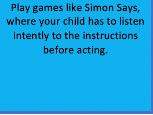 Play games like Simon Says,
where your child has to listen
intently to the instructions
before acting.